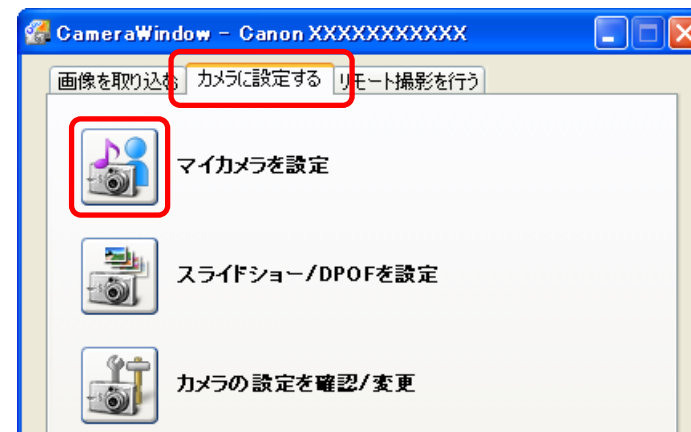 CameraWindow - Canon XXXXXXXXXXX
画像を取り込む カメラに設定する リモート撮影を行う
マイカメラを設定
スライドショー/DPOFを設定
カメラの設定を確認/変更